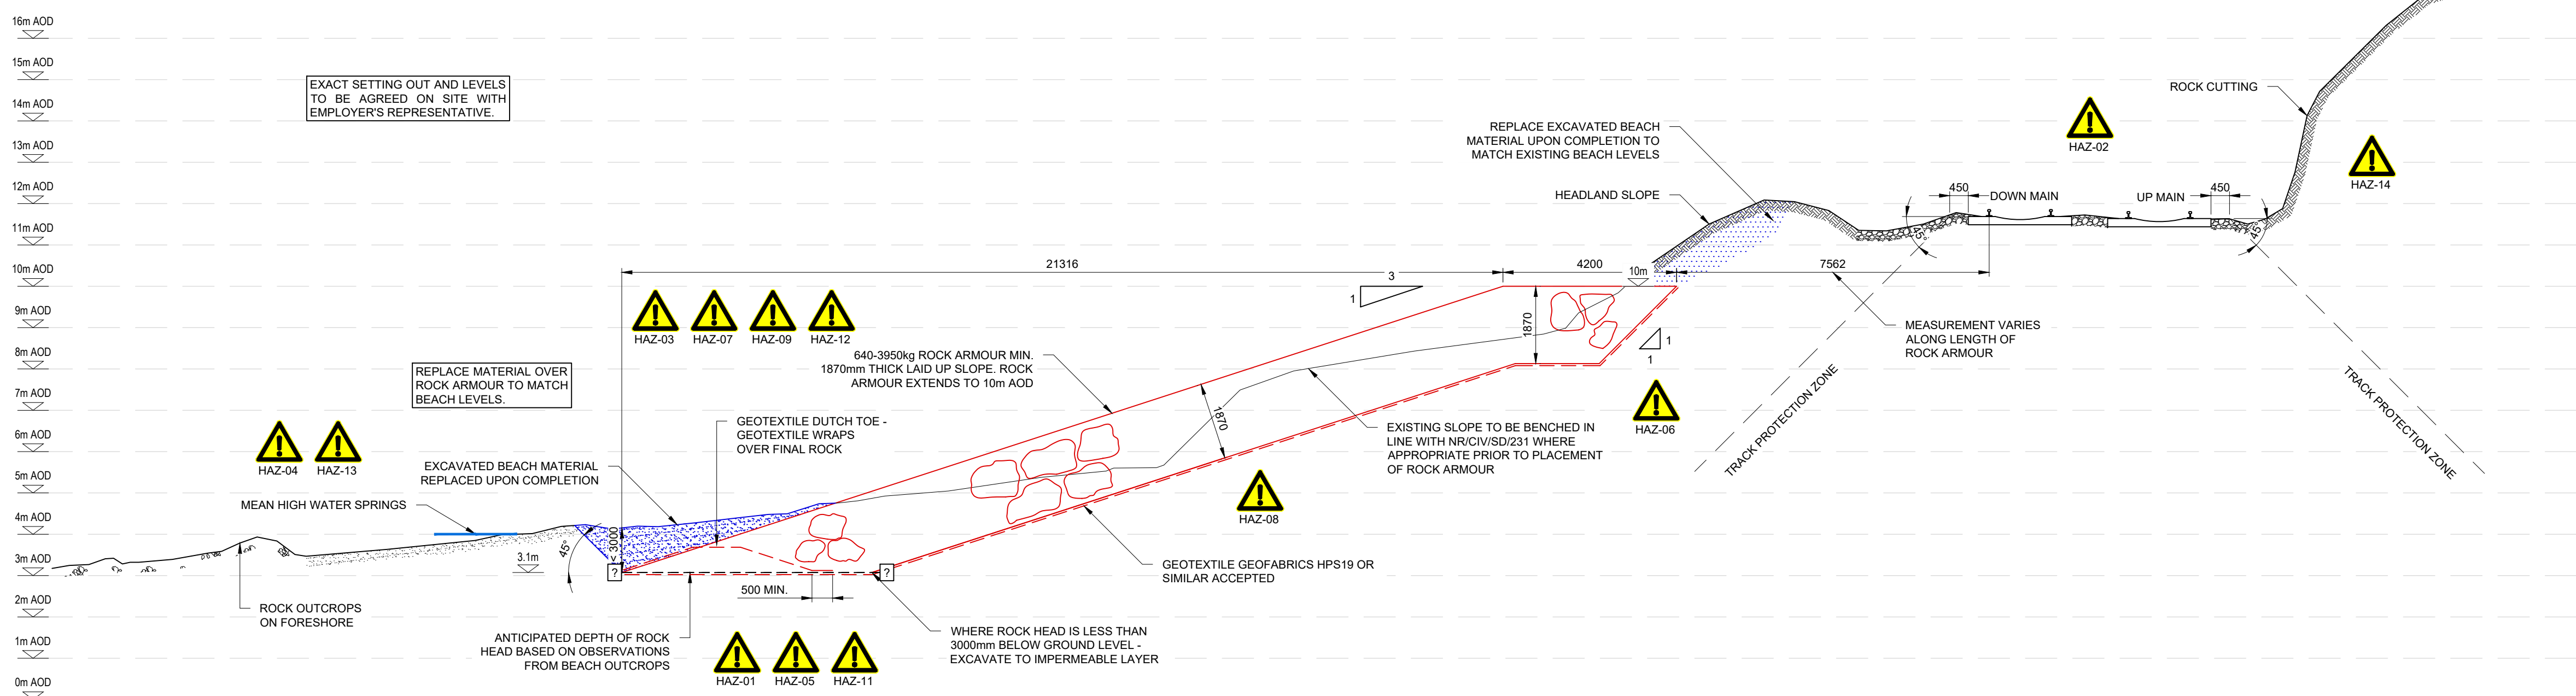 16m AOD
15m AOD
14m AOD
13m AOD
12m AOD
11m AOD
10m AOD
9m AOD
8m AOD
7m AOD
6m AOD
5m AOD
4m AOD
3m AOD
2m AOD
1m AOD
0m AOD
EXACT SETTING OUT AND LEVELS
TO BE AGREED ON SITE WITH
EMPLOYER'S REPRESENTATIVE.
REPLACE MATERIAL OVER
ROCK ARMOUR TO MATCH
BEACH LEVELS.
HAZ-04
HAZ-13
EXCAVATED BEACH MATERIAL
REPLACED UPON COMPLETION
MEAN HIGH WATER SPRINGS
3.1m
45°
< 3000
?
?
ROCK OUTCROPS
ON FORESHORE
ANTICIPATED DEPTH OF ROCK
HEAD BASED ON OBSERVATIONS
FROM BEACH OUTCROPS
500 MIN.
HAZ-01
HAZ-05
HAZ-11
WHERE ROCK HEAD IS LESS THAN
3000mm BELOW GROUND LEVEL -
EXCAVATE TO IMPERMEABLE LAYER
21316
3
1
4200
10m
7562
HAZ-03
HAZ-07
HAZ-09
HAZ-12
640-3950kg ROCK ARMOUR MIN.
1870mm THICK LAID UP SLOPE. ROCK
ARMOUR EXTENDS TO 10m AOD
GEOTEXTILE DUTCH TOE -
GEOTEXTILE WRAPS
OVER FINAL ROCK
1870
1870
1
1
HAZ-06
EXISTING SLOPE TO BE BENCHED IN
LINE WITH NR/CIV/SD/231 WHERE
APPROPRIATE PRIOR TO PLACEMENT
OF ROCK ARMOUR
HAZ-08
GEOTEXTILE GEOFABRICS HPS19 OR
SIMILAR ACCEPTED
REPLACE EXCAVATED BEACH
MATERIAL UPON COMPLETION TO
MATCH EXISTING BEACH LEVELS
HEADLAND SLOPE
MEASUREMENT VARIES
ALONG LENGTH OF
ROCK ARMOUR
450
DOWN MAIN
UP MAIN
450
45°
45°
TRACK PROTECTION ZONE
TRACK PROTECTION ZONE
HAZ-02
ROCK CUTTING
HAZ-14